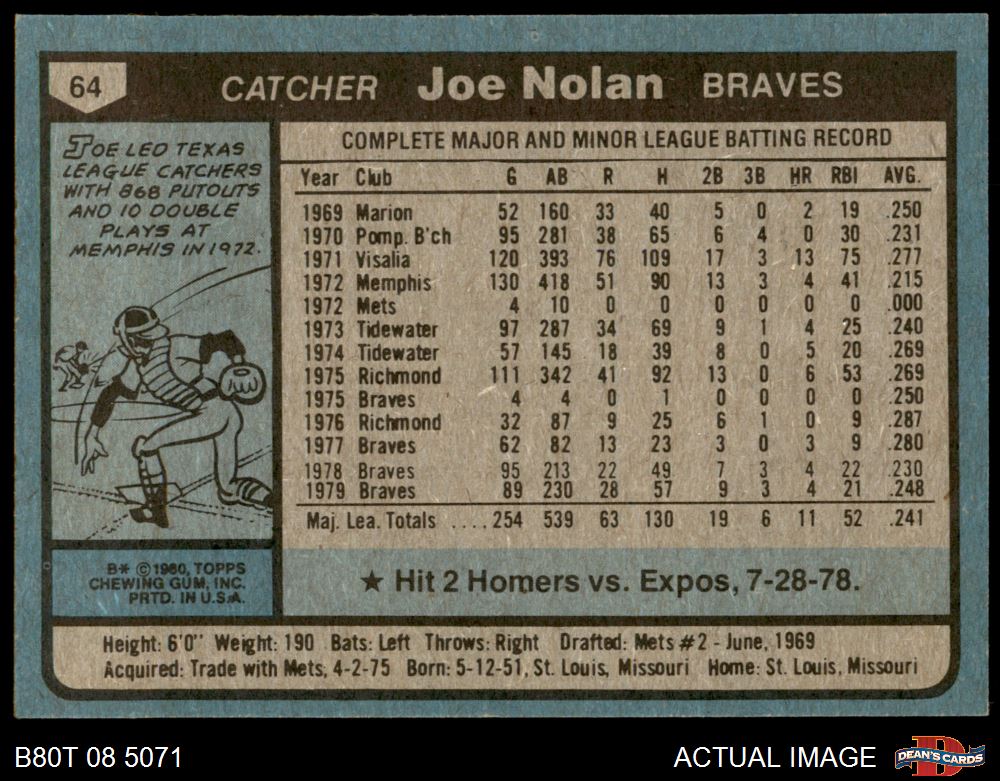 64 CATCHER Joe Nolan BRAVES
JOE LED TEXAS
LEAGUE CATCHERS
WITH 868 PUTOUTS
AND 10 DOUBLE
PLAYS AT
MEMPHIS IN 1972.
COMPLETE MAJOR AND MINOR LEAGUE BATTING RECORD
Year Club G AB R H 2B 3B HR RBI AVG.
1969 Marion 52 160 33 40 5 0 2 19 .250
1970 Pomp. B'ch 95 281 38 65 6 4 0 30 .231
1971 Visalia 120 393 76 109 17 3 13 75 .277
1972 Memphis 130 418 51 90 13 3 4 41 .215
1972 Mets 4 10 0 0 0 0 0 0 .000
1973 Tidewater 97 287 34 69 9 1 4 25 .240
1974 Tidewater 57 145 18 39 8 0 5 20 .269
1975 Richmond 111 342 41 92 13 0 6 53 .269
1975 Braves 4 4 0 1 0 0 0 0 .250
1976 Richmond 32 87 9 25 6 1 0 9 .287
1977 Braves 62 82 13 23 3 0 3 9 .280
1978 Braves 95 213 22 49 7 3 4 22 .230
1979 Braves 89 230 28 57 9 3 4 21 .248
Maj. Lea. Totals .... 254 539 63 130 19 6 11 52 .241
★ Hit 2 Homers vs. Expos, 7-28-78.
B* © 1980, TOPPS
CHEWING GUM, INC.
PRTD. IN U.S.A.
Height: 6'0" Weight: 190 Bats: Left Throws: Right Drafted: Mets #2 - June, 1969
Acquired: Trade with Mets, 4-2-75 Born: 5-12-51, St. Louis, Missouri Home: St. Louis, Missouri
B80T 08 5071
ACTUAL IMAGE
D
DEAN'S CARDS